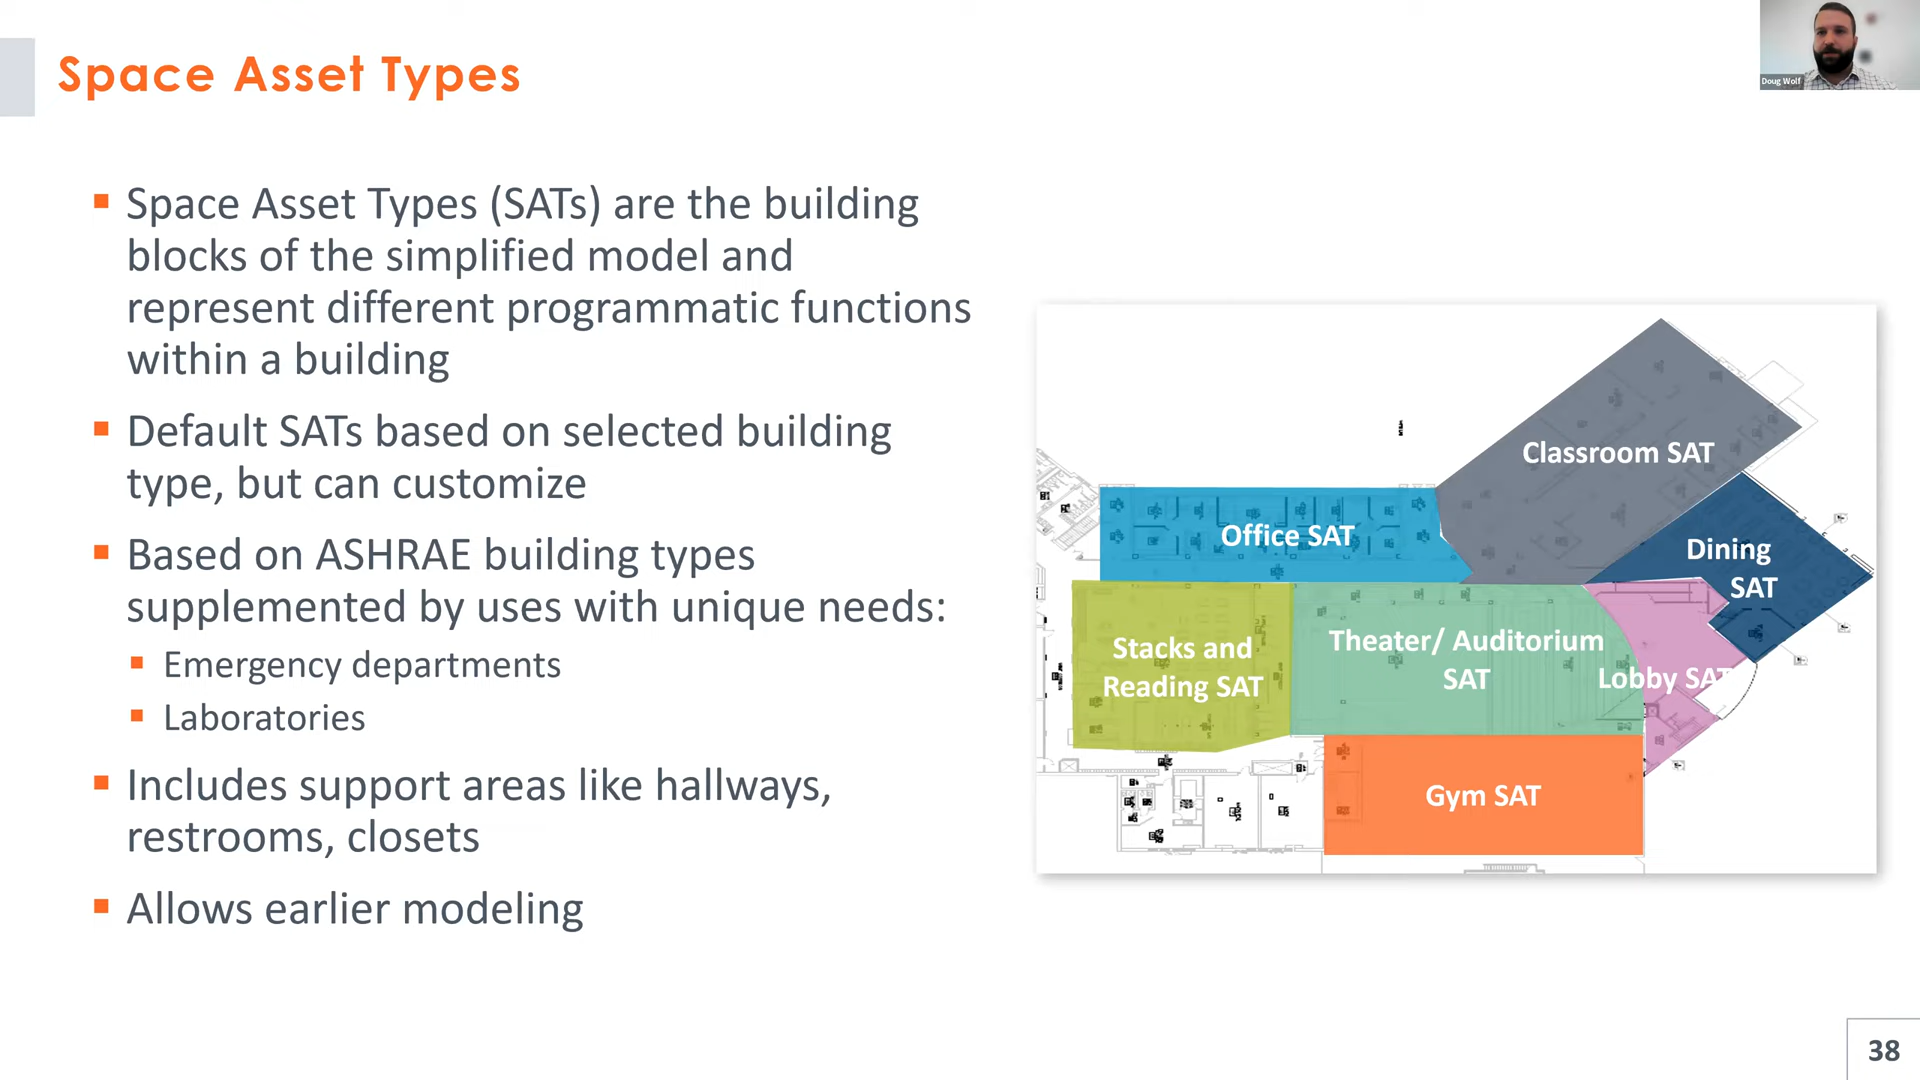 Space Asset Types
Doug Wolf
Space Asset Types (SATs) are the building
blocks of the simplified model and
represent different programmatic functions
within a building
Default SATs based on selected building
type, but can customize
Based on ASHRAE building types
supplemented by uses with unique needs:
Emergency departments
Laboratories
Includes support areas like hallways,
restrooms, closets
Allows earlier modeling
Classroom SAT
Office SAT
Dining
SAT
Stacks and
Reading SAT
Theater/ Auditorium
SAT
Lobby SAT
Gym SAT
38